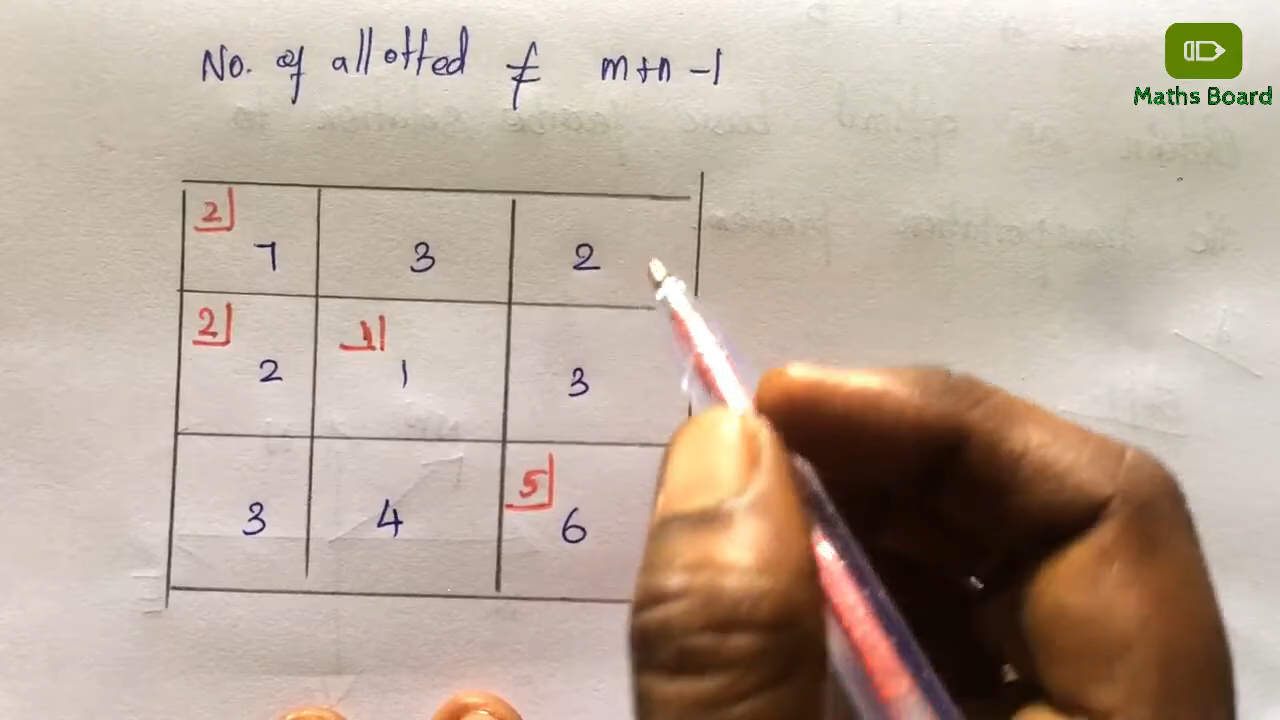 No. of allotted ≠ m+n-1
Maths Board
2
7 3 2
2 1
2 1 3
5
3 4 6